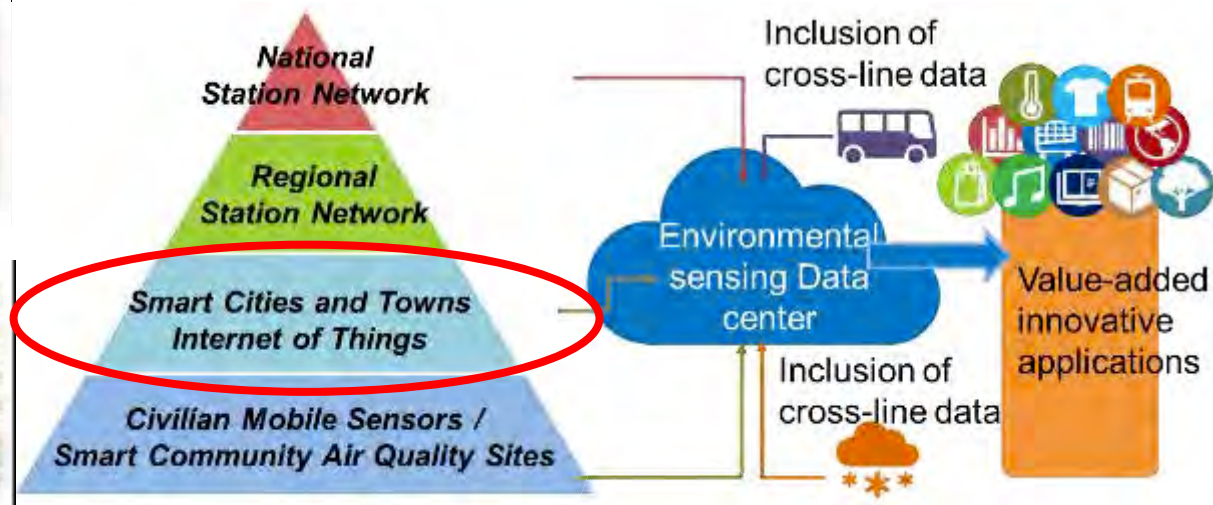 National
Station Network
Regional
Station Network
Smart Cities and Towns
Internet of Things
Civilian Mobile Sensors /
Smart Community Air Quality Sites
Inclusion of
cross-line data
Environmental
sensing Data
center
Inclusion of
cross-line data
Value-added
innovative
applications